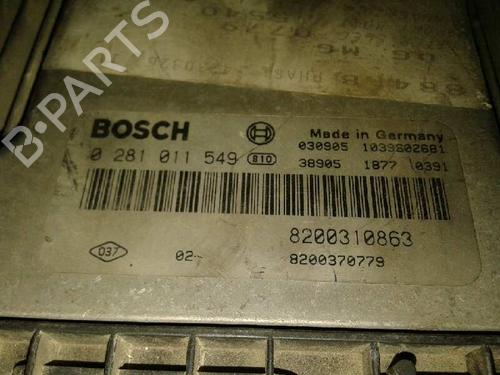 B-PARTS
BOSCH
Made in Germany
0 281 011 549 810
030905 1039S02681
38905 1877 0391
8200310863
037 02-
8200370779